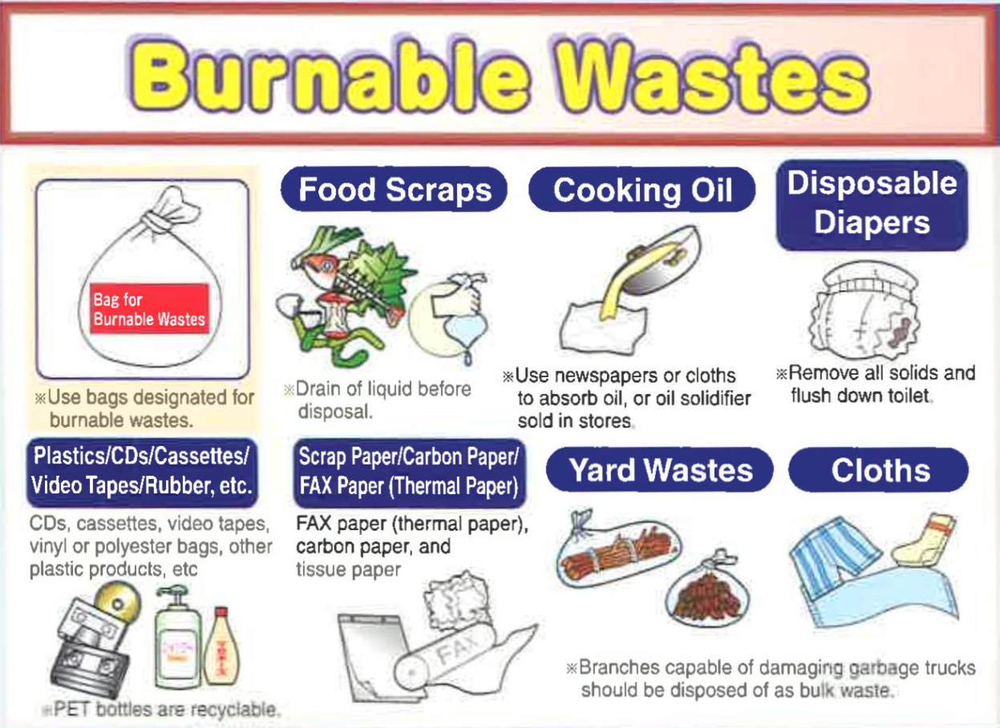 Burnable Wastes
Bag for
Burnable Wastes
※Use bags designated for
burnable wastes.
Food Scraps
※Drain of liquid before
disposal.
Cooking Oil
※Use newspapers or cloths
to absorb oil, or oil solidifier
sold in stores.
Disposable
Diapers
※Remove all solids and
flush down toilet.
Plastics/CDs/Cassettes/
Video Tapes/Rubber, etc.
CDs, cassettes, video tapes,
vinyl or polyester bags, other
plastic products, etc
※PET bottles are recyclable.
Scrap Paper/Carbon Paper/
FAX Paper (Thermal Paper)
FAX paper (thermal paper),
carbon paper, and
tissue paper
FAX
Yard Wastes
Cloths
※Branches capable of damaging garbage trucks
should be disposed of as bulk waste.